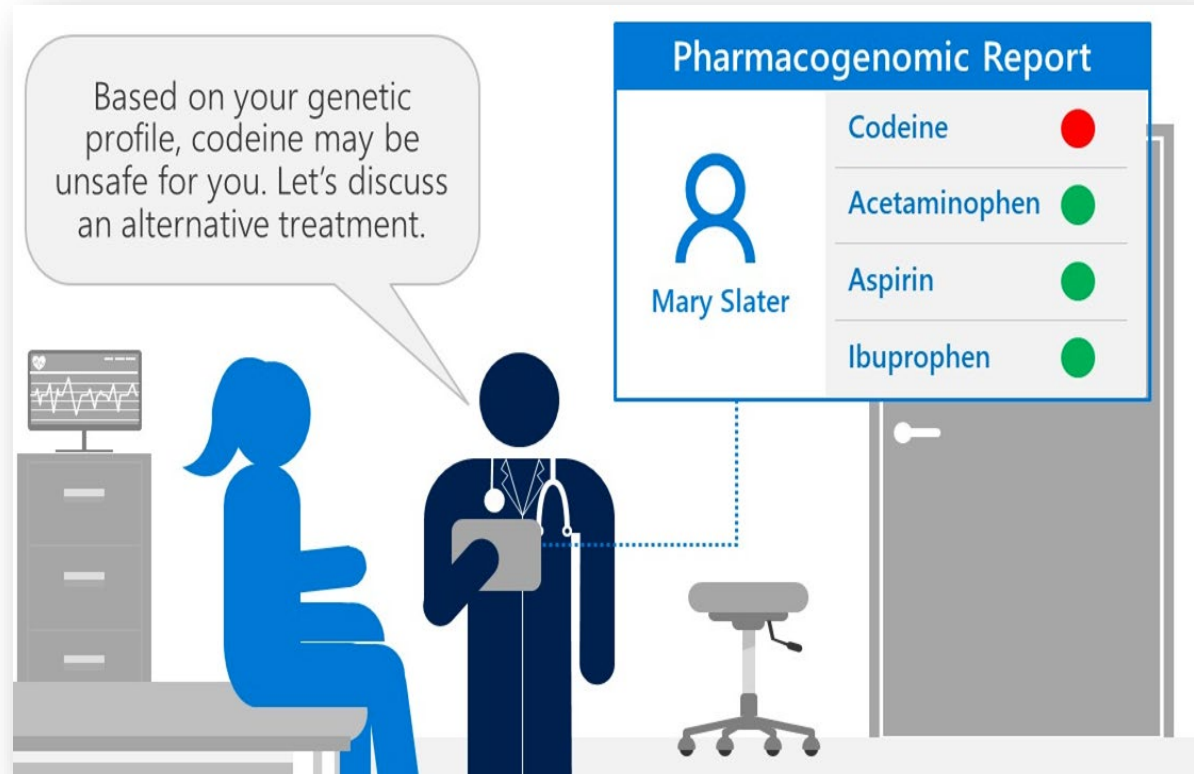 Based on your genetic
profile, codeine may be
unsafe for you. Let's discuss
an alternative treatment.
Pharmacogenomic Report
Mary Slater
Codeine
Acetaminophen
Aspirin
Ibuprophen